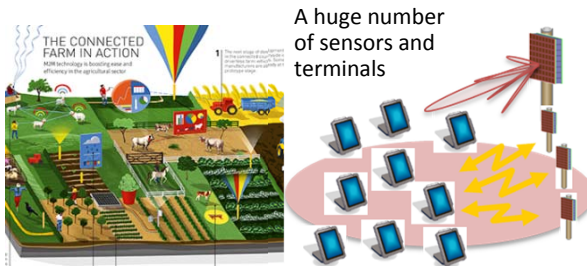 THE CONNECTED
FARM IN ACTION
M2M technology is boosting ease and
efficiency in the agricultural sector
1
A huge number
of sensors and
terminals